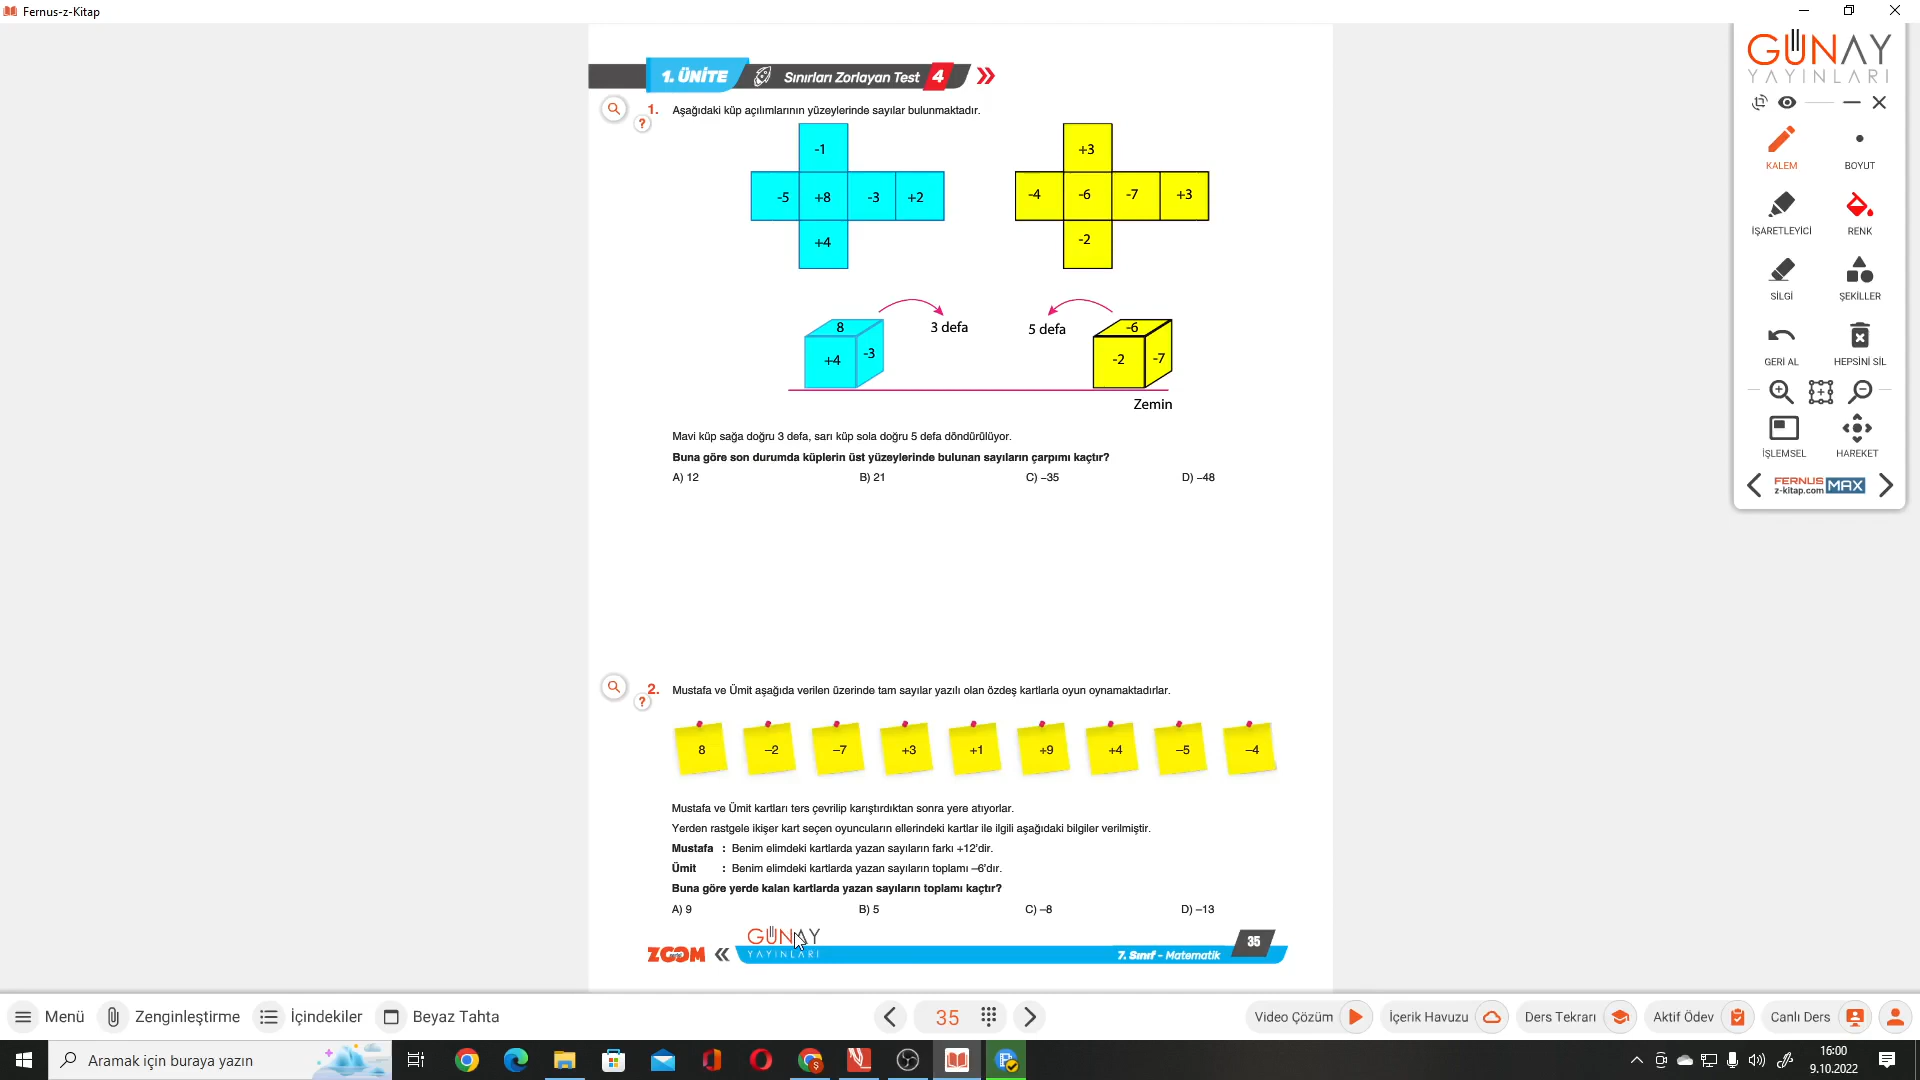 Fernus-z-Kitap
1. ÜNİTE Sınırları Zorlayan Test 4
1. Aşağıdaki küp açılımlarının yüzeylerinde sayılar bulunmaktadır.
?
-1
-5 +8 -3 +2
+4
+3
-4 -6 -7 +3
-2
8
+4 -3
3 defa
5 defa
-6
-2 -7
Zemin
Mavi küp sağa doğru 3 defa, sarı küp sola doğru 5 defa döndürülüyor.
Buna göre son durumda küplerin üst yüzeylerinde bulunan sayıların çarpımı kaçtır?
A) 12 B) 21 C) –35 D) –48
2. Mustafa ve Ümit aşağıda verilen üzerinde tam sayılar yazılı olan özdeş kartlarla oyun oynamaktadırlar.
?
8 –2 –7 +3 +1 +9 +4 –5 –4
Mustafa ve Ümit kartları ters çevrilip karıştırdıktan sonra yere atıyorlar.
Yerden rastgele ikişer kart seçen oyuncuların ellerindeki kartlar ile ilgili aşağıdaki bilgiler verilmiştir.
Mustafa : Benim elimdeki kartlarda yazan sayıların farkı +12'dir.
Ümit : Benim elimdeki kartlarda yazan sayıların toplamı –6'dır.
Buna göre yerde kalan kartlarda yazan sayıların toplamı kaçtır?
A) 9 B) 5 C) –8 D) –13
ZOOM
GÜNAY
YAYINLARI
7. Sınıf - Matematik 35
GÜNAY
YAYINLARI
KALEM BOYUT
İŞARETLEYİCİ RENK
SİLGİ ŞEKİLLER
GERİ AL HEPSİNİ SİL
İŞLEMSEL HAREKET
FERNUS
z-kitap.com MAX
Menü Zenginleştirme İçindekiler Beyaz Tahta 35 Video Çözüm İçerik Havuzu Ders Tekrarı Aktif Ödev Canlı Ders
Aramak için buraya yazın
16:00
9.10.2022